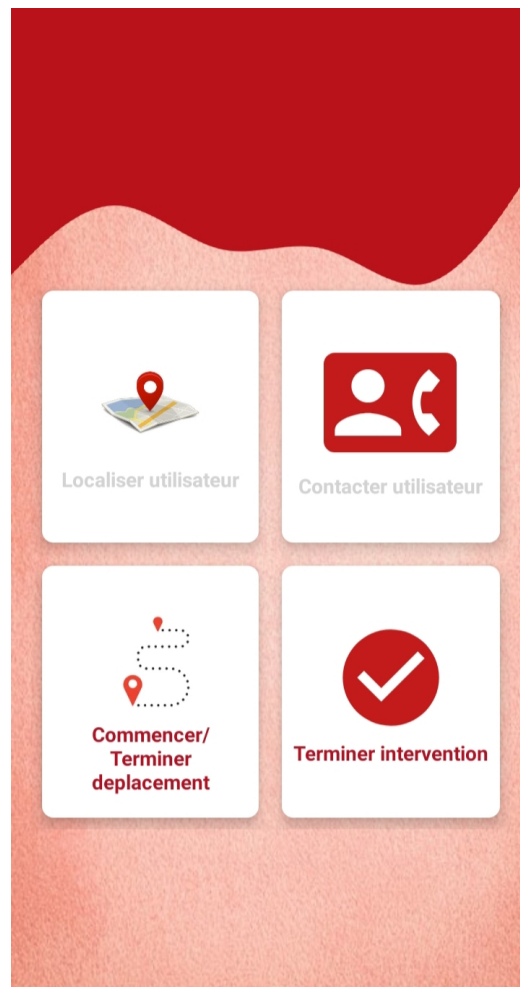 Localiser utilisateur
Contacter utilisateur
Commencer/
Terminer
deplacement
Terminer intervention